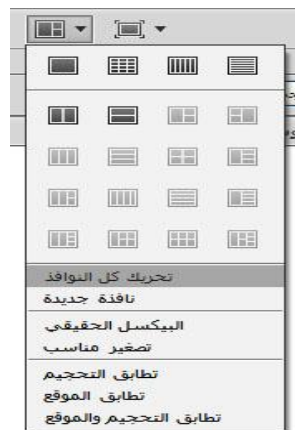 تحريك كل النوافذ
نافذة جديدة
البيكسل الحقيقي
تصغير مناسب
تطابق التحجيم
تطابق الموقع
تطابق التحجيم والموقع